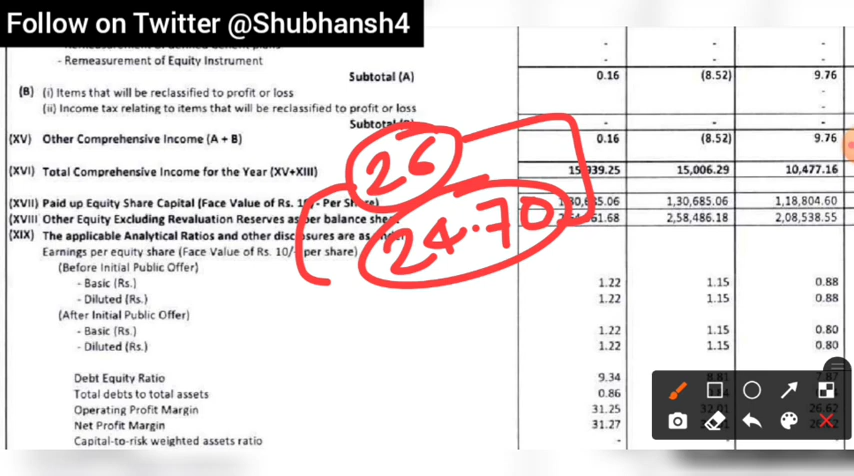 Follow on Twitter @Shubhansh4
- Remeasurement of Equity Instrument - - -
Subtotal (A) 0.16 (8.52) 9.76
(B) (i) Items that will be reclassified to profit or loss -
(ii) Income tax relating to items that will be reclassified to profit or loss -
- - -
(XV) Other Comprehensive Income (A + B) 0.16 (8.52) 9.76
26
(XVI) Total Comprehensive Income for the Year (XV+XIII) 15,006.29 10,477.16
(XVII) Paid up Equity Share Capital (Face Value of Rs. Per 1,30,685.06 1,18,804.60
(XVIII Other Equity Excluding Revaluation Reserves as per balance 2,58,486.18 2,08,538.55
24.70
(XIX) The applicable Analytical Ratios and other are as
Earnings per equity share (Face Value of Rs. 10/- per share)
(Before Initial Public Offer)
- Basic (Rs.) 1.22 1.15 0.88
- Diluted (Rs.) 1.22 1.15 0.88
(After Initial Public Offer)
- Basic (Rs.) 1.22 1.15 0.80
- Diluted (Rs.) 1.22 1.15 0.80
Debt Equity Ratio 9.34
Total debts to total assets 0.86
Operating Profit Margin 31.25
Net Profit Margin 31.27
Capital-to-risk weighted assets ratio -